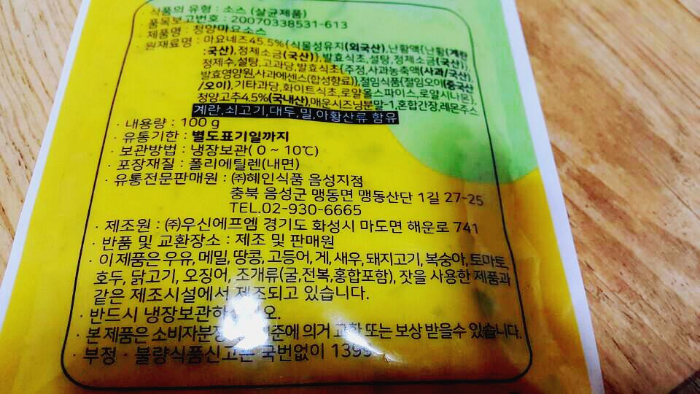 · 식품의 유형 : 소스 (살균제품)
· 품목보고번호 : 20070338531-613
· 제품명 : 청양마요소스
· 원재료명 : 마요네즈45.5%{식물성유지(외국산),난황액(난황(계란
:국산),정제소금(국산)),발효식초,설탕,정제소금(국산)},
정제수,설탕,고과당,발효식초(주정,사과농축액(사과/국산),
발효영양원,사과에센스(합성향료)),절임식품(절임오이(중국산
/오이),기타과당,화이트식초,로얄올스파이스,로얄시나몬),
청양고추4.5%(국내산),매운시즈닝분말-1,혼합간장,레몬주스
계란,쇠고기,대두,밀,아황산류 함유
· 내용량 : 100 g
· 유통기한 : 별도표기일까지
· 보관방법 : 냉장보관( 0 ~ 10℃)
· 포장재질 : 폴리에틸렌(내면)
· 유통전문판매원 : ㈜혜인식품 음성지점
충북 음성군 맹동면 맹동산단 1길 27-25
TEL.02-930-6665
· 제조원 : ㈜우신에프엠 경기도 화성시 마도면 해운로 741
· 반품 및 교환장소 : 제조 및 판매원
· 이 제품은 우유, 메밀, 땅콩, 고등어, 게, 새우, 돼지고기, 복숭아, 토마토,
호두, 닭고기, 오징어, 조개류(굴,전복,홍합포함), 잣을 사용한 제품과
같은 제조시설에서 제조되고 있습니다.
· 반드시 냉장보관하 오.
· 본 제품은 소비자분 준에 의거 교환 또는 보상 받을수 있습니다.
· 부정 · 불량식품신고는 국번없이 1399